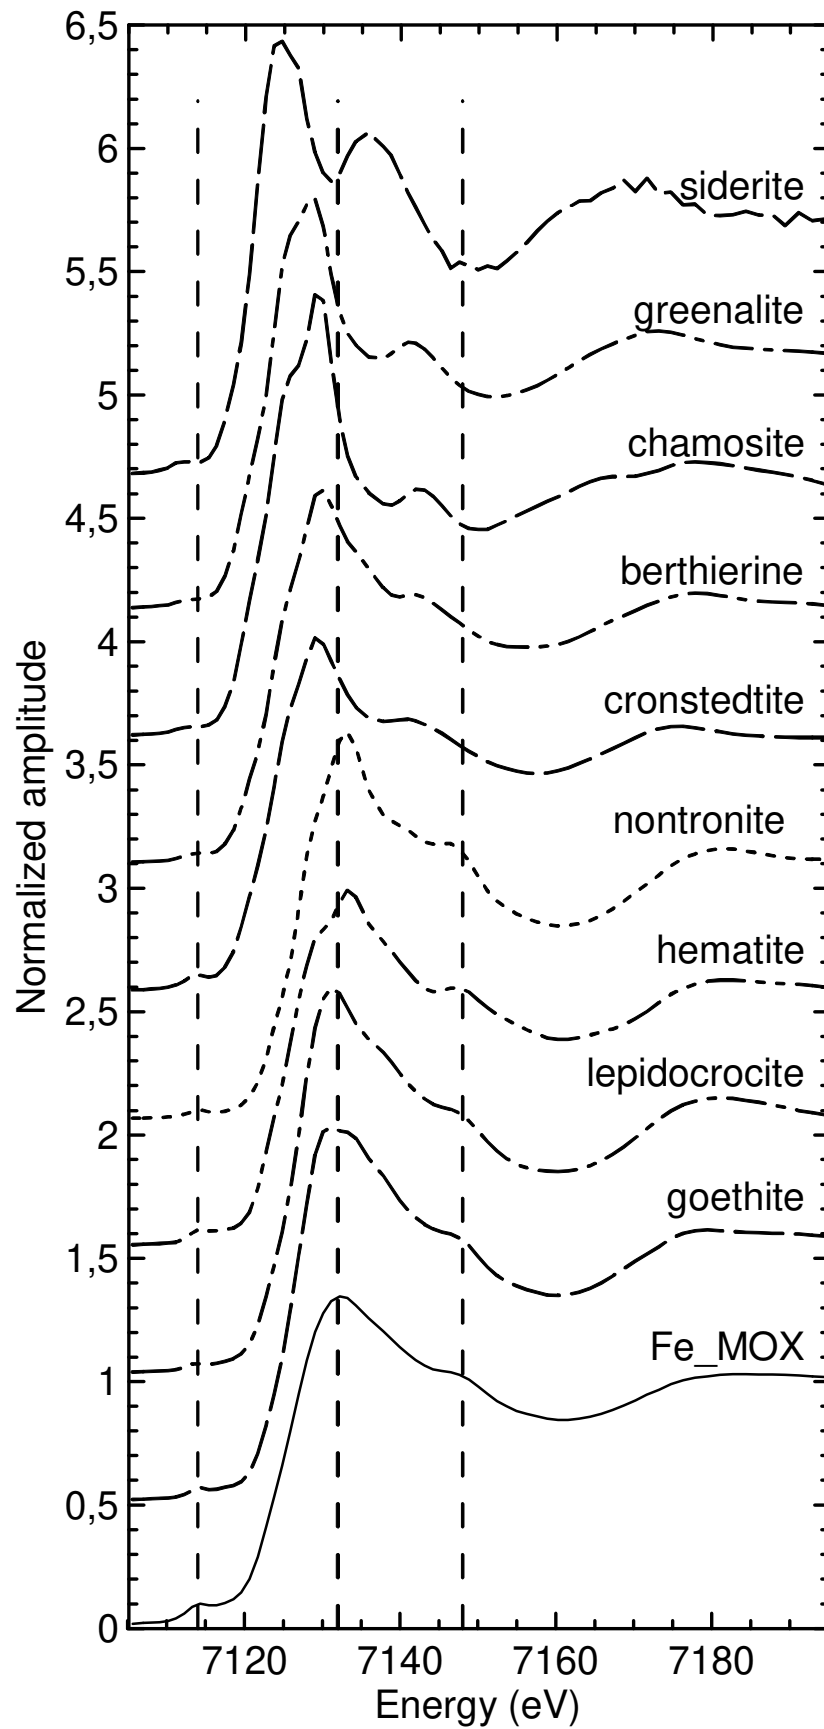 6,5
6
siderite
5,5
greenalite
5
chamosite
4,5
berthierine
4
cronstedtite
3,5
nontronite
3
hematite
2,5
lepidocrocite
2
goethite
1,5
Fe_MOX
1
0,5
0
Normalized amplitude
7120 7140 7160 7180
Energy (eV)